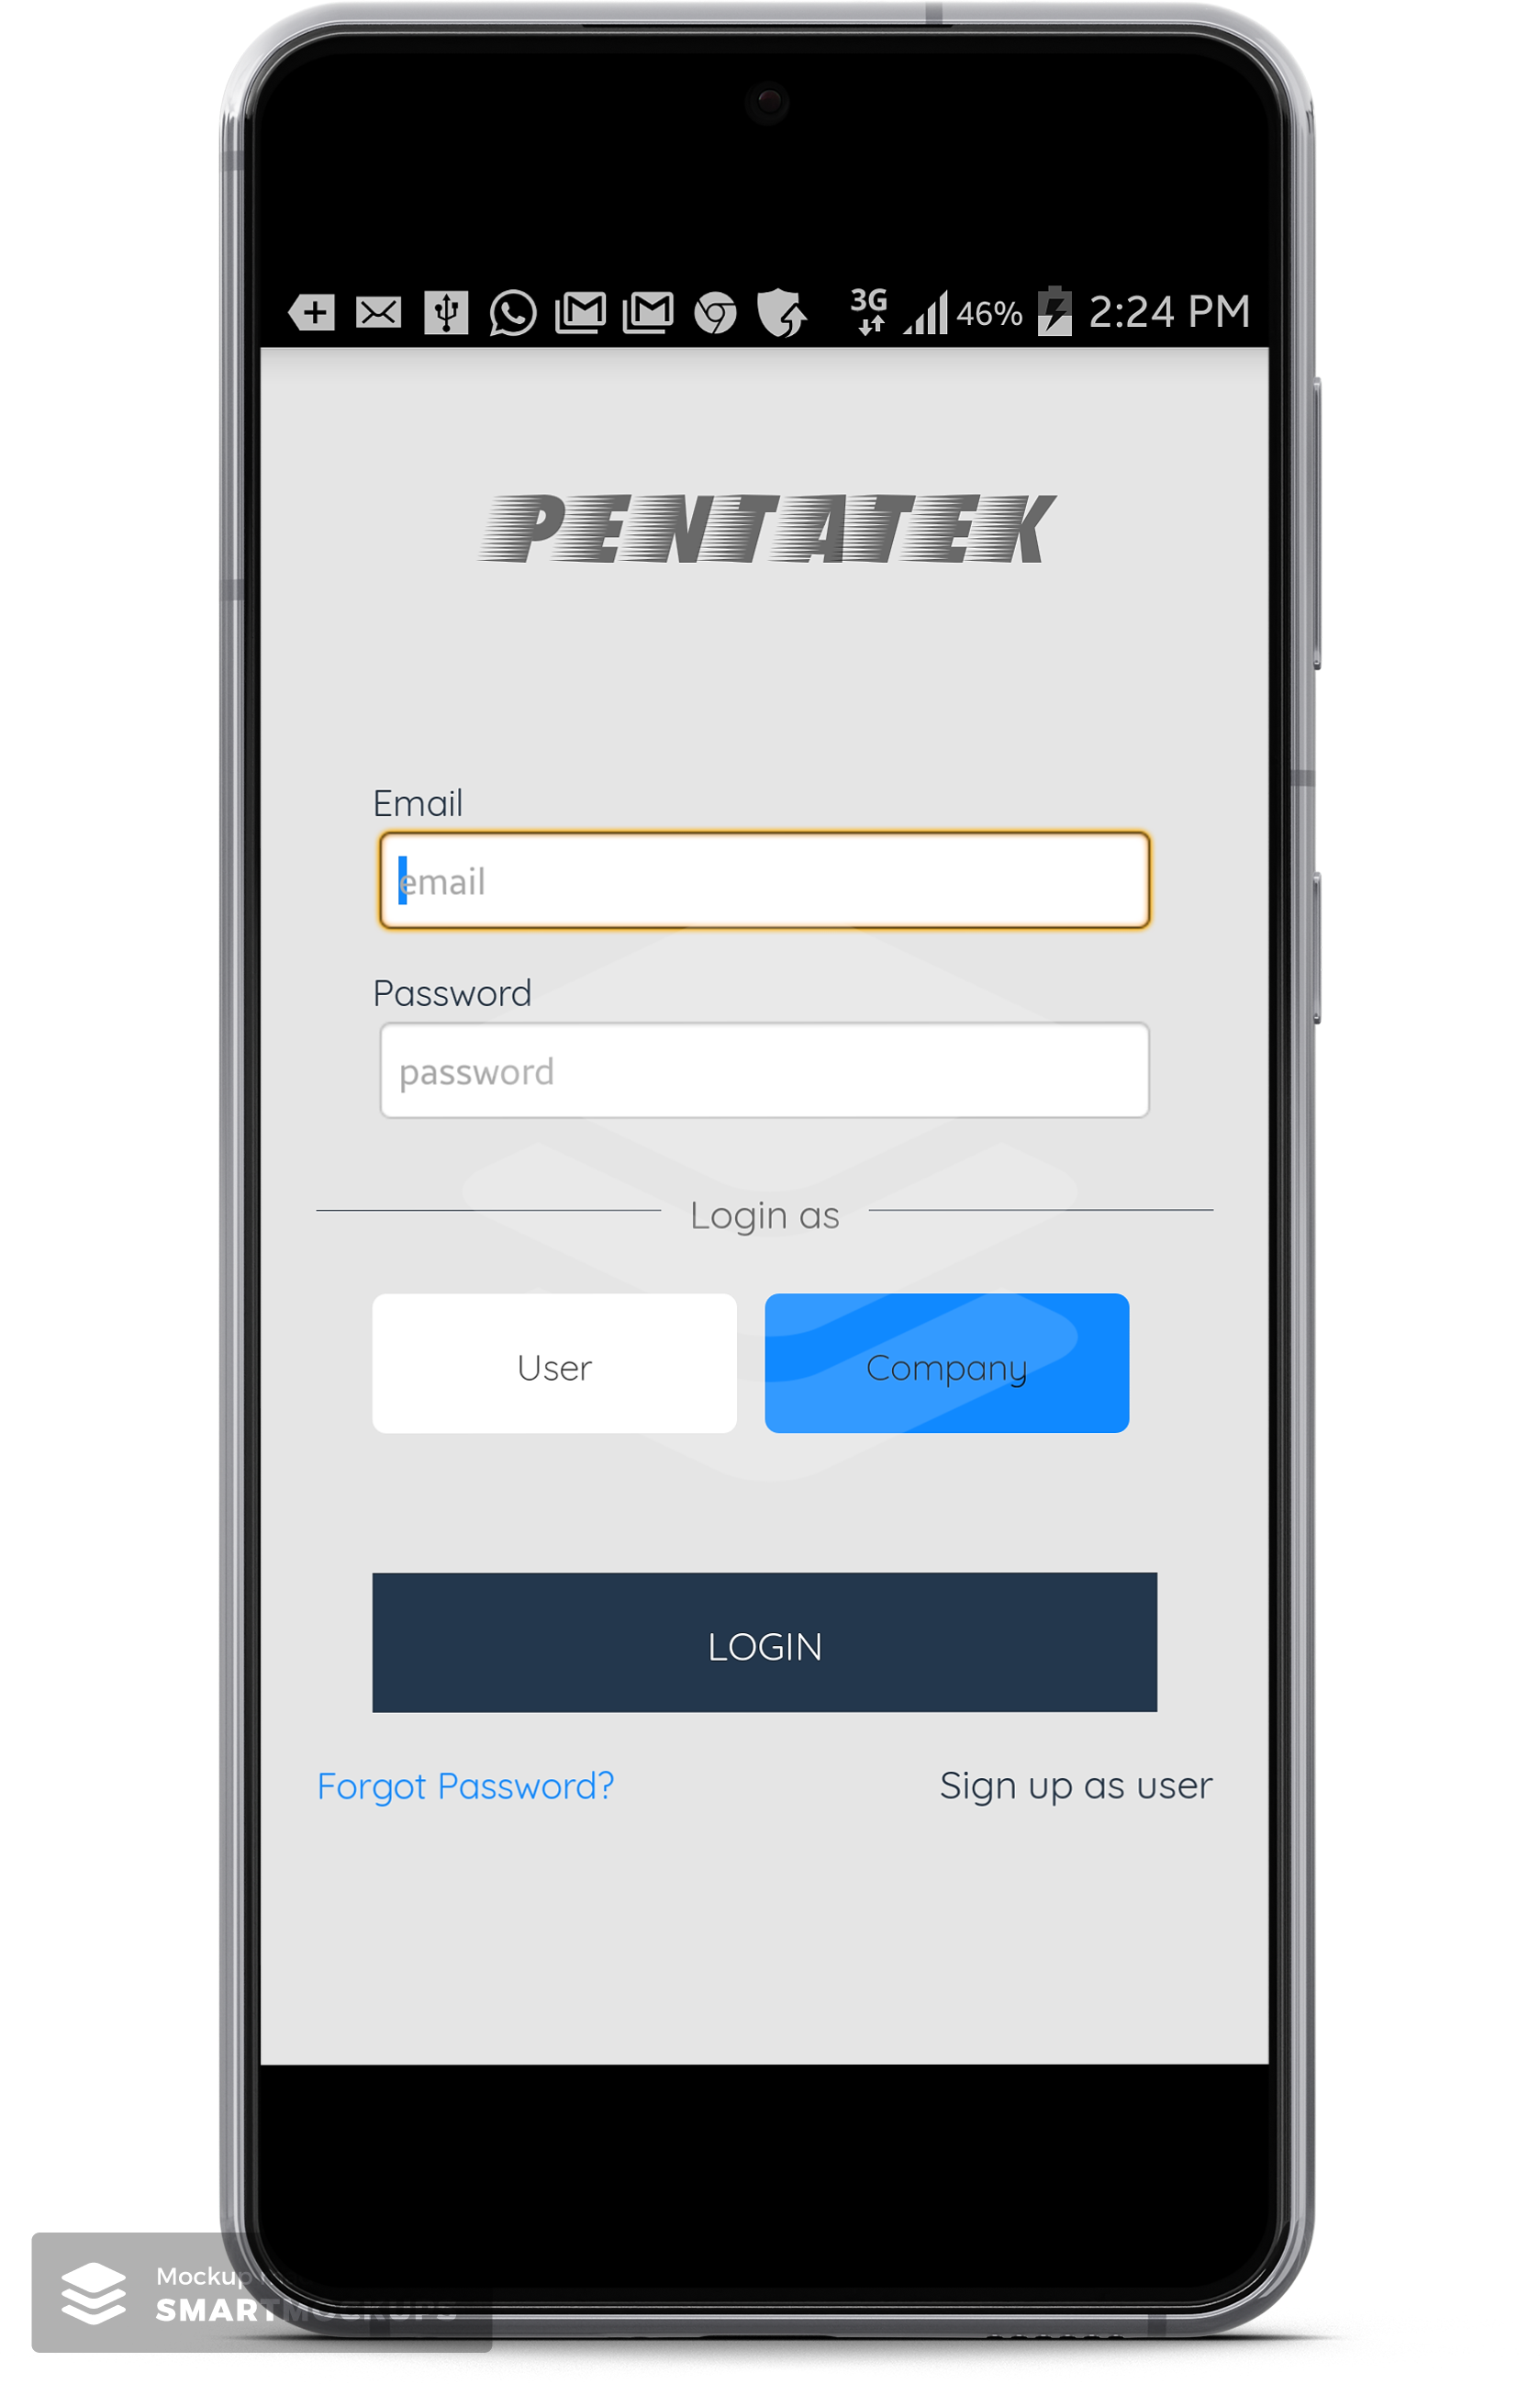 3G 46% 2:24 PM
PENTATEK
Email
email
Password
password
Login as
User Company
LOGIN
Forgot Password? Sign up as user
Mockup
SMARTMOCKUPS